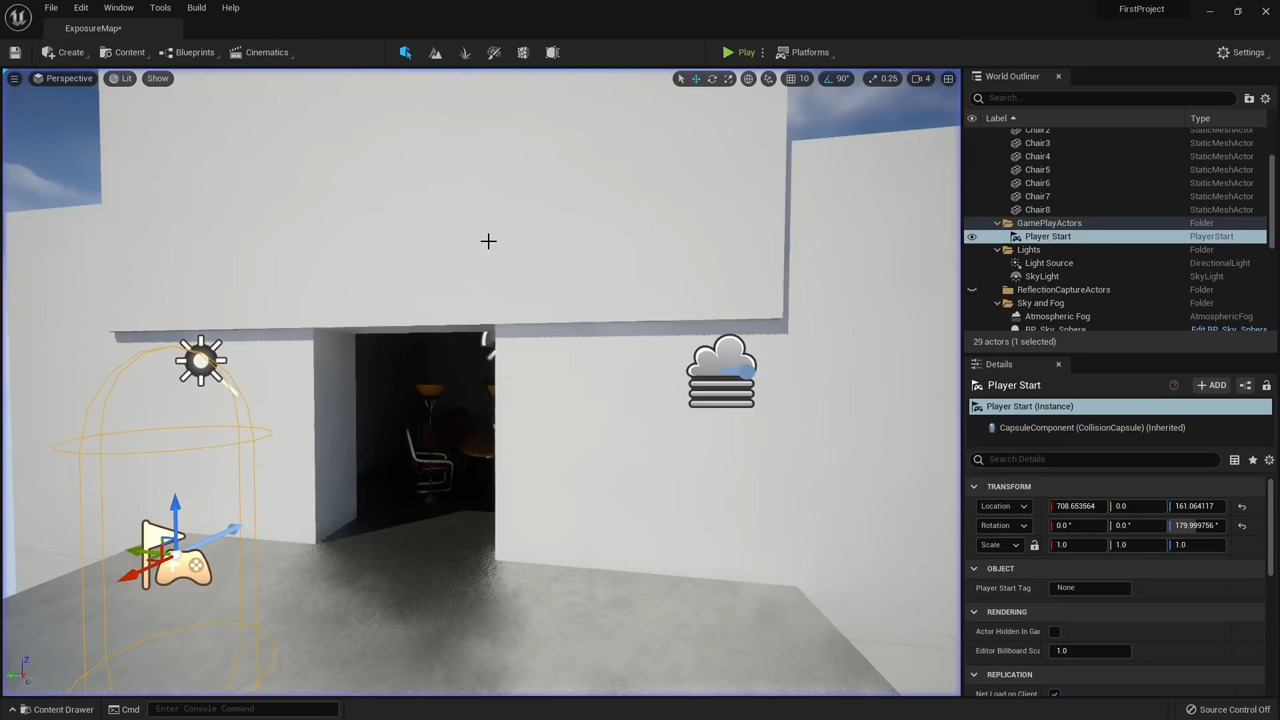 File Edit Window Tools Build Help
FirstProject
ExposureMap*
Create Content Blueprints Cinematics Play Platforms Settings
Perspective Lit Show 10 90° 0.25 4
World Outliner
Search...
Label Type
Chair2 StaticMeshActor
Chair3 StaticMeshActor
Chair4 StaticMeshActor
Chair5 StaticMeshActor
Chair6 StaticMeshActor
Chair7 StaticMeshActor
Chair8 StaticMeshActor
GamePlayActors Folder
Player Start PlayerStart
Lights Folder
Light Source DirectionalLight
SkyLight SkyLight
ReflectionCaptureActors Folder
Sky and Fog Folder
Atmospheric Fog AtmosphericFog
BP_Sky_Sphere Edit BP_Sky_Sphere
29 actors (1 selected)
Details
Player Start + ADD
Player Start (Instance)
CapsuleComponent (CollisionCapsule) (Inherited)
Search Details
TRANSFORM
Location 708.653564 0.0 161.064117
Rotation 0.0 ° 0.0 ° 179.999756 °
Scale 1.0 1.0 1.0
OBJECT
Player Start Tag None
RENDERING
Actor Hidden In Gar
Editor Billboard Sca 1.0
REPLICATION
Net Load on Client
Z
Content Drawer Cmd Enter Console Command Source Control Off